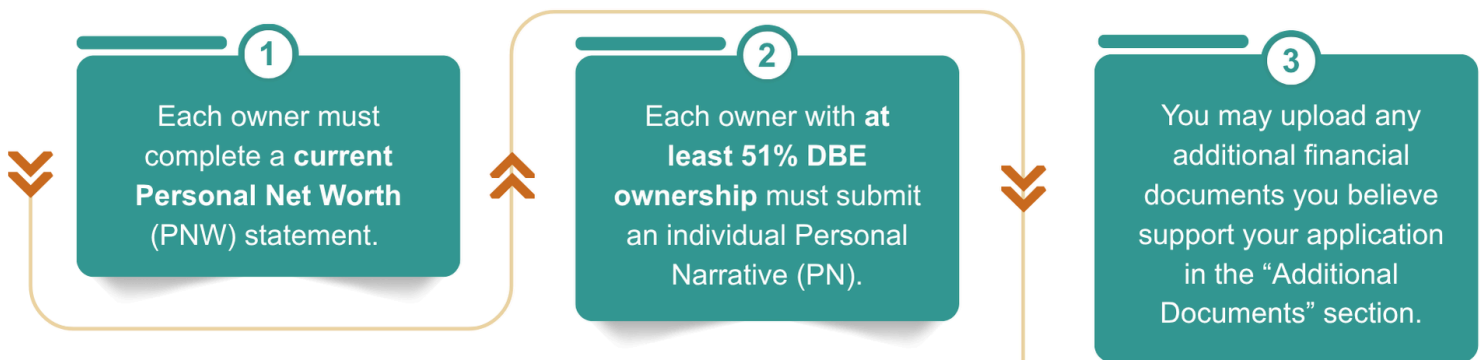 1
Each owner must
complete a current
Personal Net Worth
(PNW) statement.
2
Each owner with at
least 51% DBE
ownership must submit
an individual Personal
Narrative (PN).
3
You may upload any
additional financial
documents you believe
support your application
in the “Additional
Documents” section.